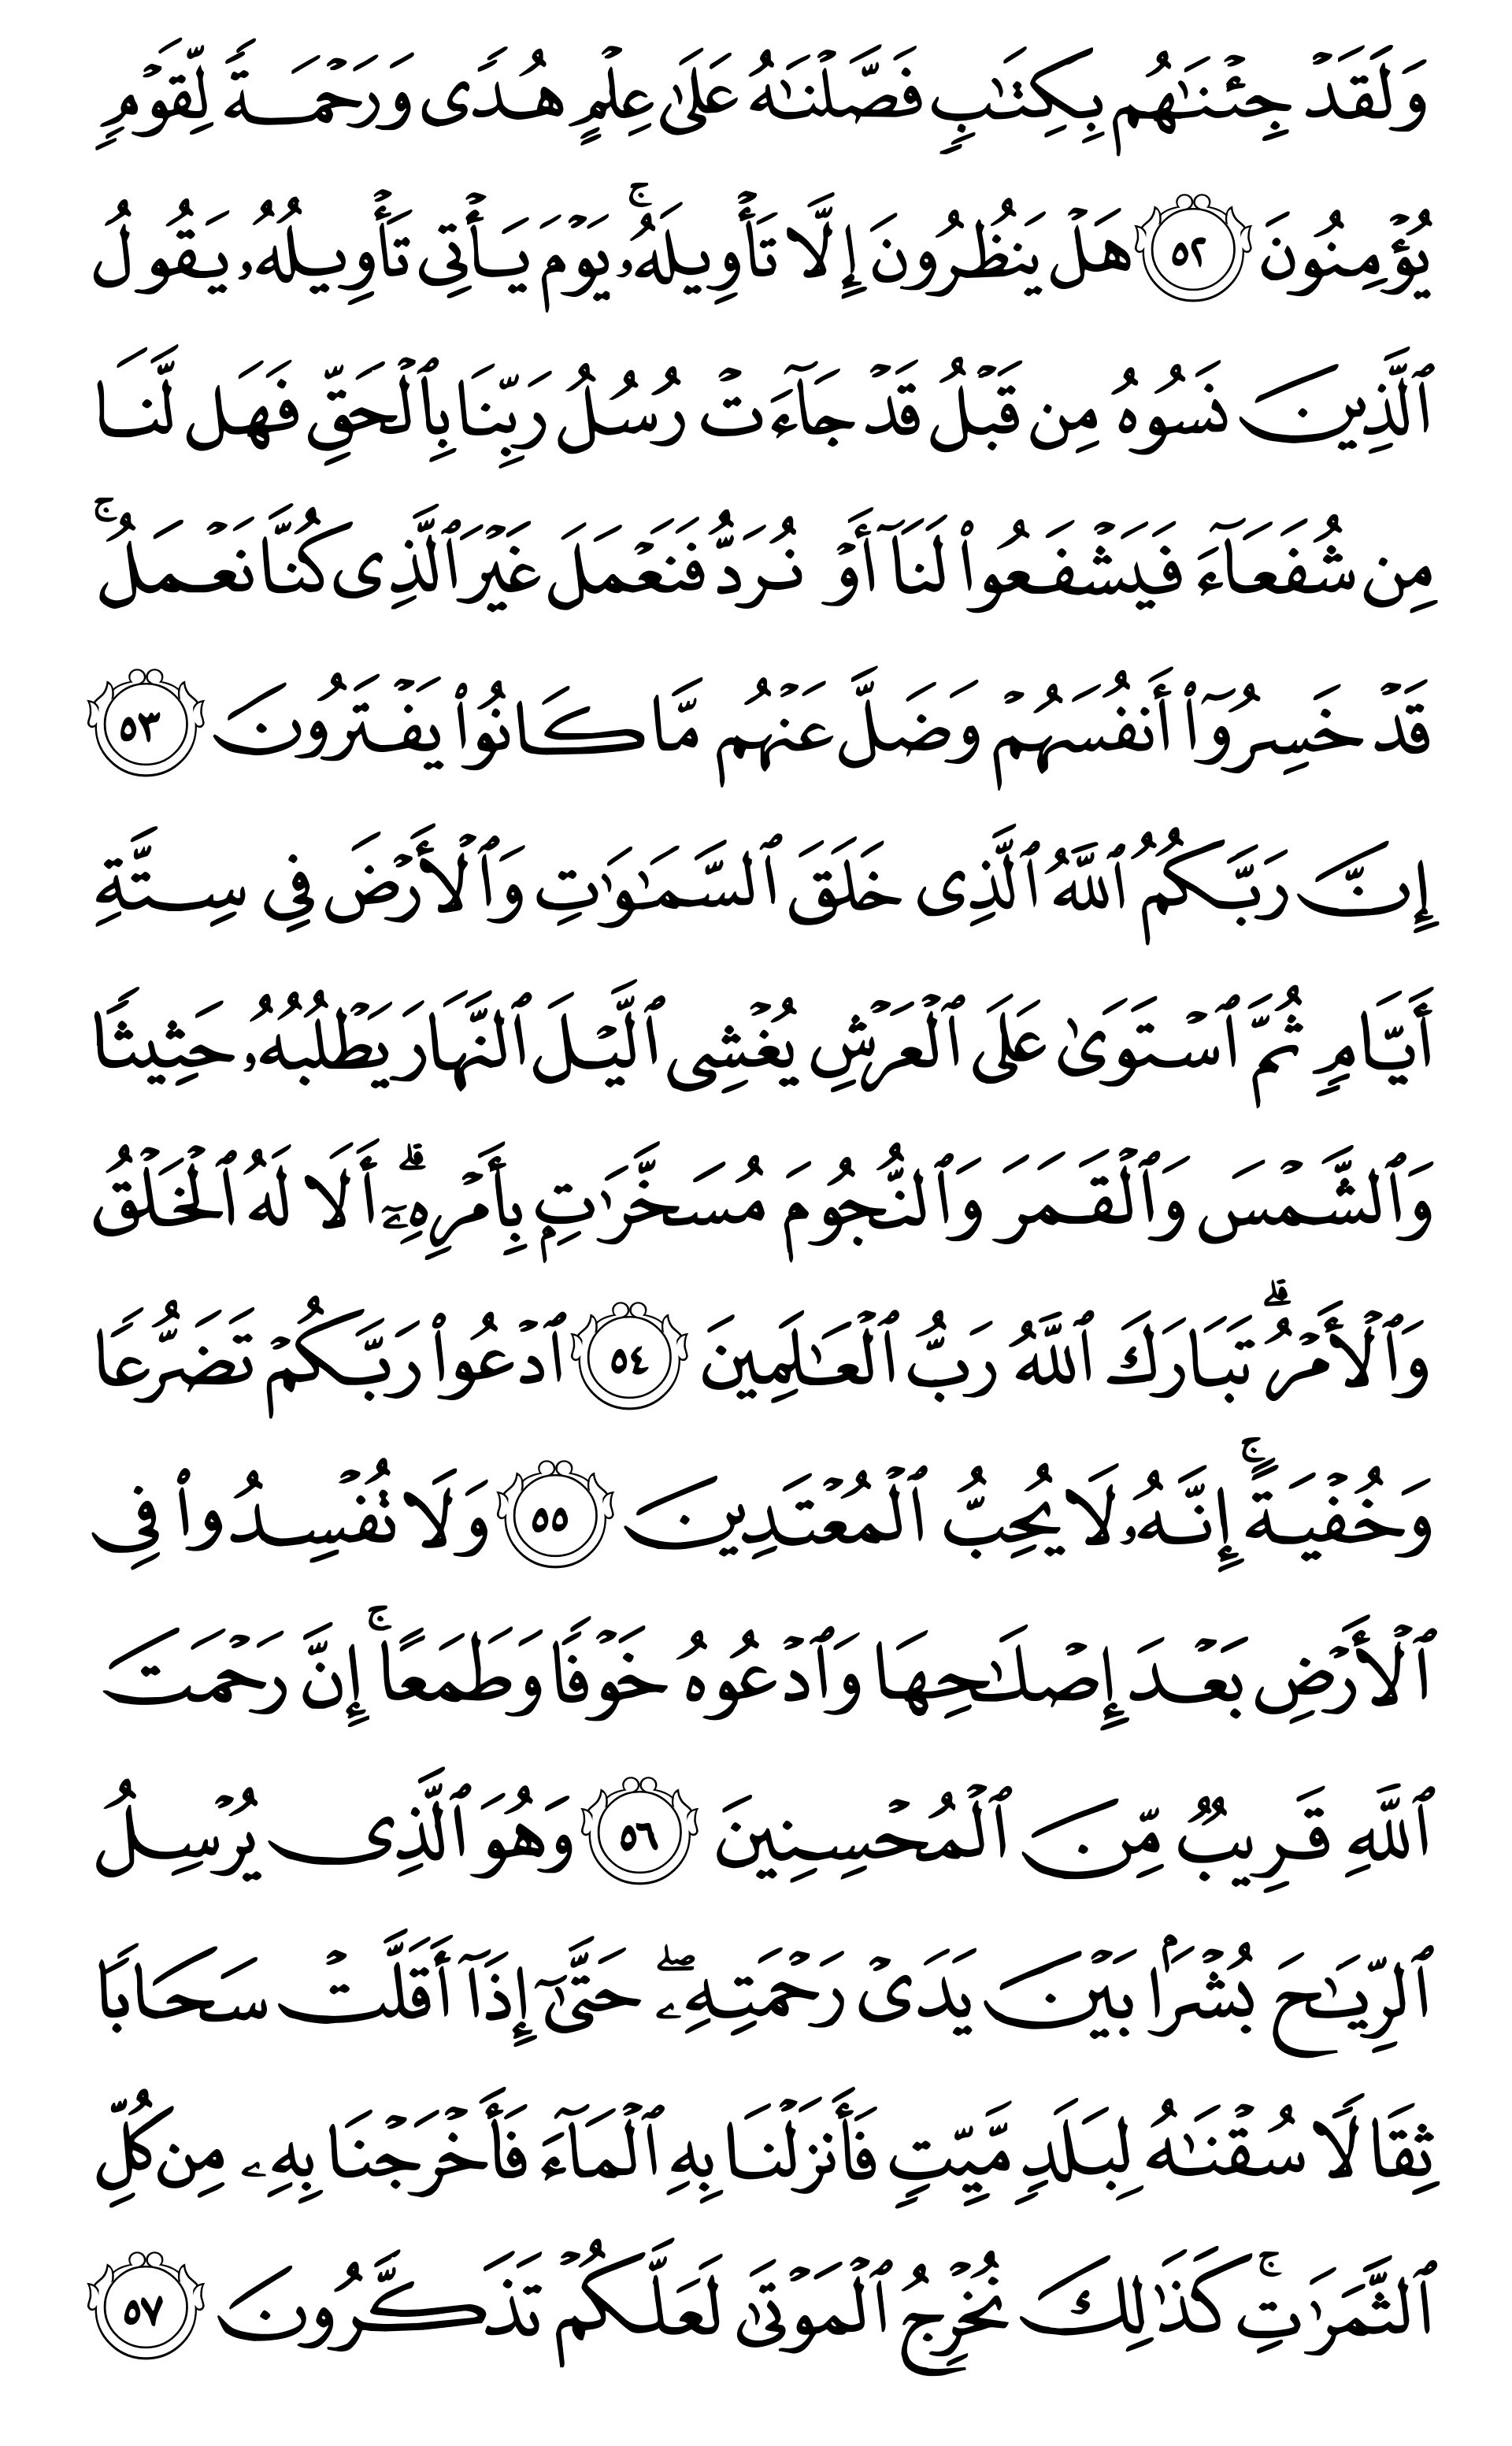 وَلَقَدۡ جِئۡنَٰهُم بِكِتَٰبٖ فَصَّلۡنَٰهُ عَلَىٰ عِلۡمٍ هُدٗى وَرَحۡمَةٗ لِّقَوۡمٖ
يُؤۡمِنُونَ ٥٢ هَلۡ يَنظُرُونَ إِلَّا تَأۡوِيلَهُۥۚ يَوۡمَ يَأۡتِي تَأۡوِيلُهُۥ يَقُولُ
ٱلَّذِينَ نَسُوهُ مِن قَبۡلُ قَدۡ جَآءَتۡ رُسُلُ رَبِّنَا بِٱلۡحَقِّ فَهَل لَّنَا
مِن شُفَعَآءَ فَيَشۡفَعُواْ لَنَآ أَوۡ نُرَدُّ فَنَعۡمَلَ غَيۡرَ ٱلَّذِي كُنَّا نَعۡمَلُۚ
قَدۡ خَسِرُوٓاْ أَنفُسَهُمۡ وَضَلَّ عَنۡهُم مَّا كَانُواْ يَفۡتَرُونَ ٥٣
إِنَّ رَبَّكُمُ ٱللَّهُ ٱلَّذِي خَلَقَ ٱلسَّمَٰوَٰتِ وَٱلۡأَرۡضَ فِي سِتَّةِ
أَيَّامٖ ثُمَّ ٱسۡتَوَىٰ عَلَى ٱلۡعَرۡشِ يُغۡشِي ٱلَّيۡلَ ٱلنَّهَارَ يَطۡلُبُهُۥ حَثِيثٗا
وَٱلشَّمۡسَ وَٱلۡقَمَرَ وَٱلنُّجُومَ مُسَخَّرَٰتِۭ بِأَمۡرِهِۦٓۗ أَلَا لَهُ ٱلۡخَلۡقُ
وَٱلۡأَمۡرُۗ تَبَارَكَ ٱللَّهُ رَبُّ ٱلۡعَٰلَمِينَ ٥٤ ٱدۡعُواْ رَبَّكُمۡ تَضَرُّعٗا
وَخُفۡيَةًۚ إِنَّهُۥ لَا يُحِبُّ ٱلۡمُعۡتَدِينَ ٥٥ وَلَا تُفۡسِدُواْ فِي
ٱلۡأَرۡضِ بَعۡدَ إِصۡلَٰحِهَا وَٱدۡعُوهُ خَوۡفٗا وَطَمَعًاۚ إِنَّ رَحۡمَتَ
ٱللَّهِ قَرِيبٞ مِّنَ ٱلۡمُحۡسِنِينَ ٥٦ وَهُوَ ٱلَّذِي يُرۡسِلُ
ٱلرِّيَٰحَ بُشۡرَۢا بَيۡنَ يَدَيۡ رَحۡمَتِهِۦۖ حَتَّىٰٓ إِذَآ أَقَلَّتۡ سَحَابٗا
ثِقَالٗا سُقۡنَٰهُ لِبَلَدٖ مَّيِّتٖ فَأَنزَلۡنَا بِهِ ٱلۡمَآءَ فَأَخۡرَجۡنَا بِهِۦ مِن كُلِّ
ٱلثَّمَرَٰتِۚ كَذَٰلِكَ نُخۡرِجُ ٱلۡمَوۡتَىٰ لَعَلَّكُمۡ تَذَكَّرُونَ ٥٧